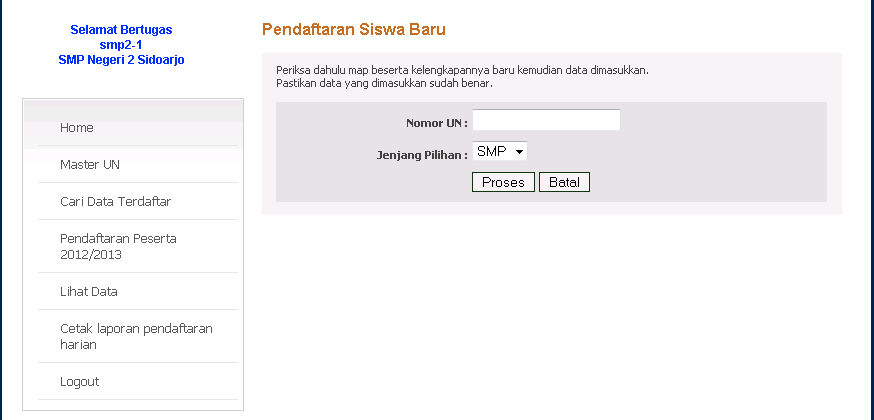 Selamat Bertugas
smp2-1
SMP Negeri 2 Sidoarjo
Home
Master UN
Cari Data Terdaftar
Pendaftaran Peserta
2012/2013
Lihat Data
Cetak laporan pendaftaran
harian
Logout
Pendaftaran Siswa Baru
Periksa dahulu map beserta kelengkapannya baru kemudian data dimasukkan.
Pastikan data yang dimasukkan sudah benar.
Nomor UN :
Jenjang Pilihan : SMP
Proses Batal